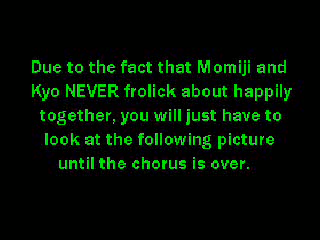 Due to the fact that Momiji and
Kyo NEVER frolick about happily
together, you will just have to
look at the following picture
until the chorus is over.